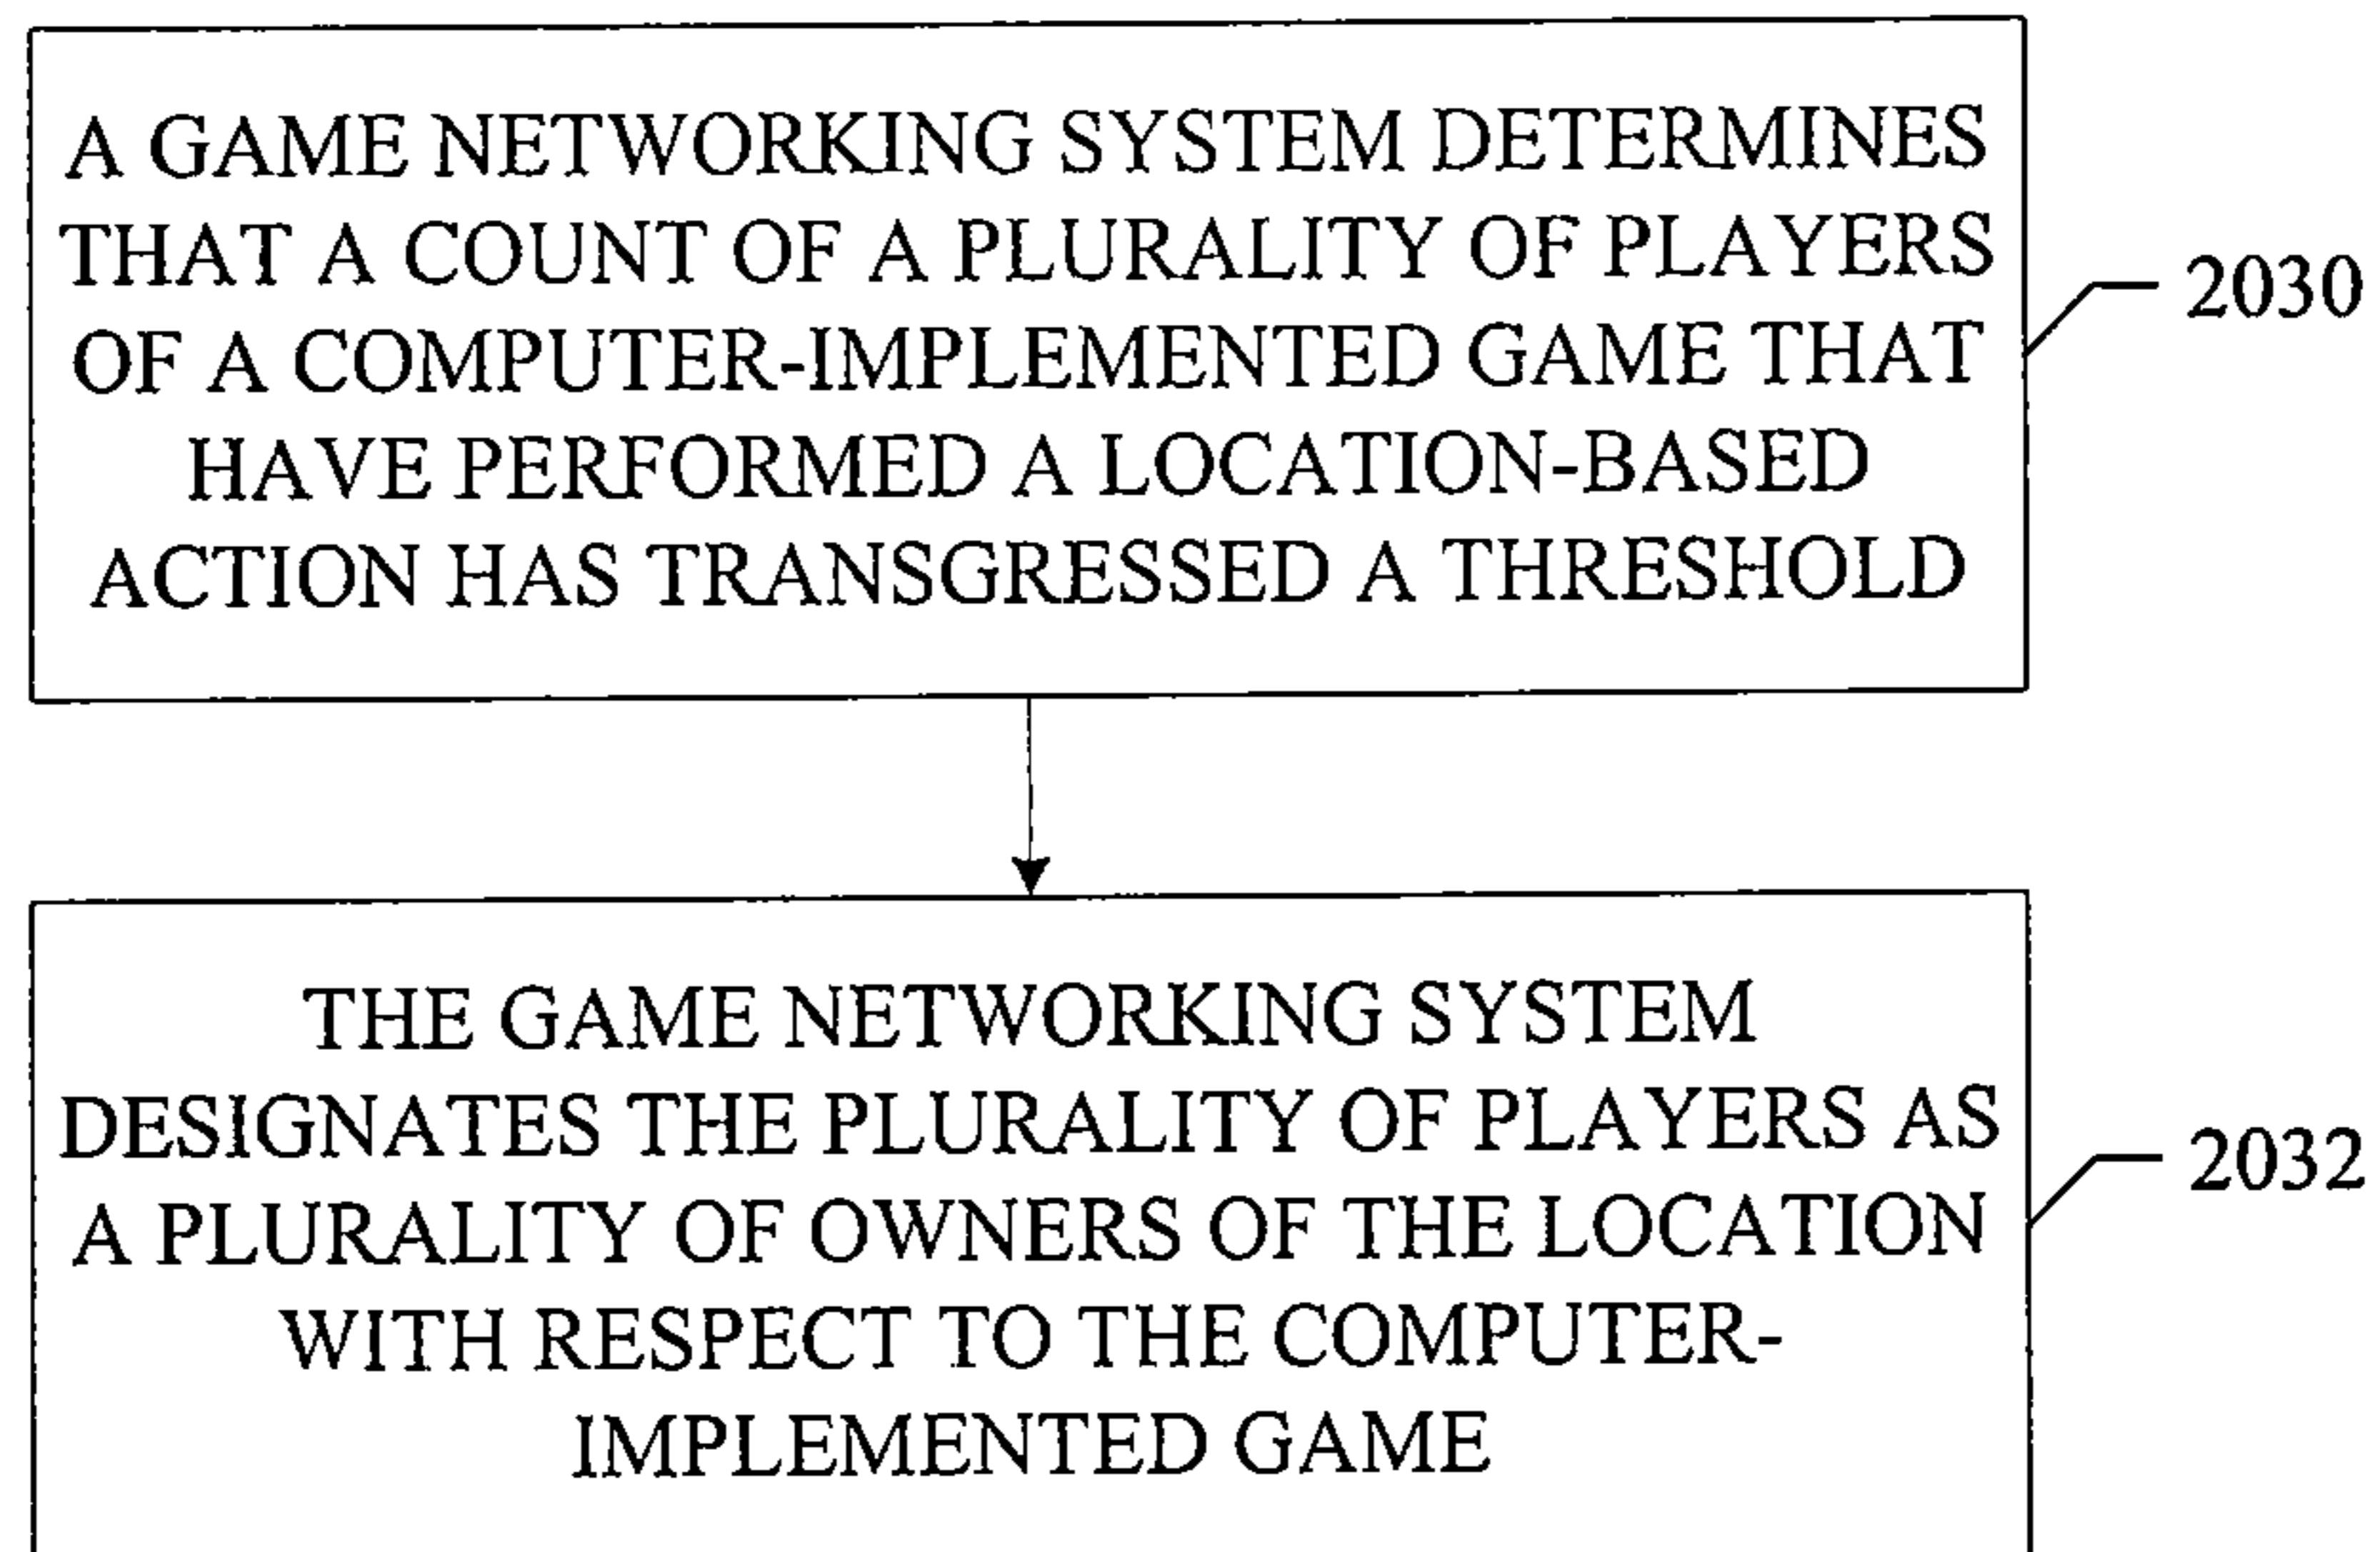 A GAME NETWORKING SYSTEM DETERMINES
THAT A COUNT OF A PLURALITY OF PLAYERS
OF A COMPUTER-IMPLEMENTED GAME THAT
HAVE PERFORMED A LOCATION-BASED
ACTION HAS TRANSGRESSED A THRESHOLD
2030
THE GAME NETWORKING SYSTEM
DESIGNATES THE PLURALITY OF PLAYERS AS
A PLURALITY OF OWNERS OF THE LOCATION
WITH RESPECT TO THE COMPUTER-
IMPLEMENTED GAME
2032